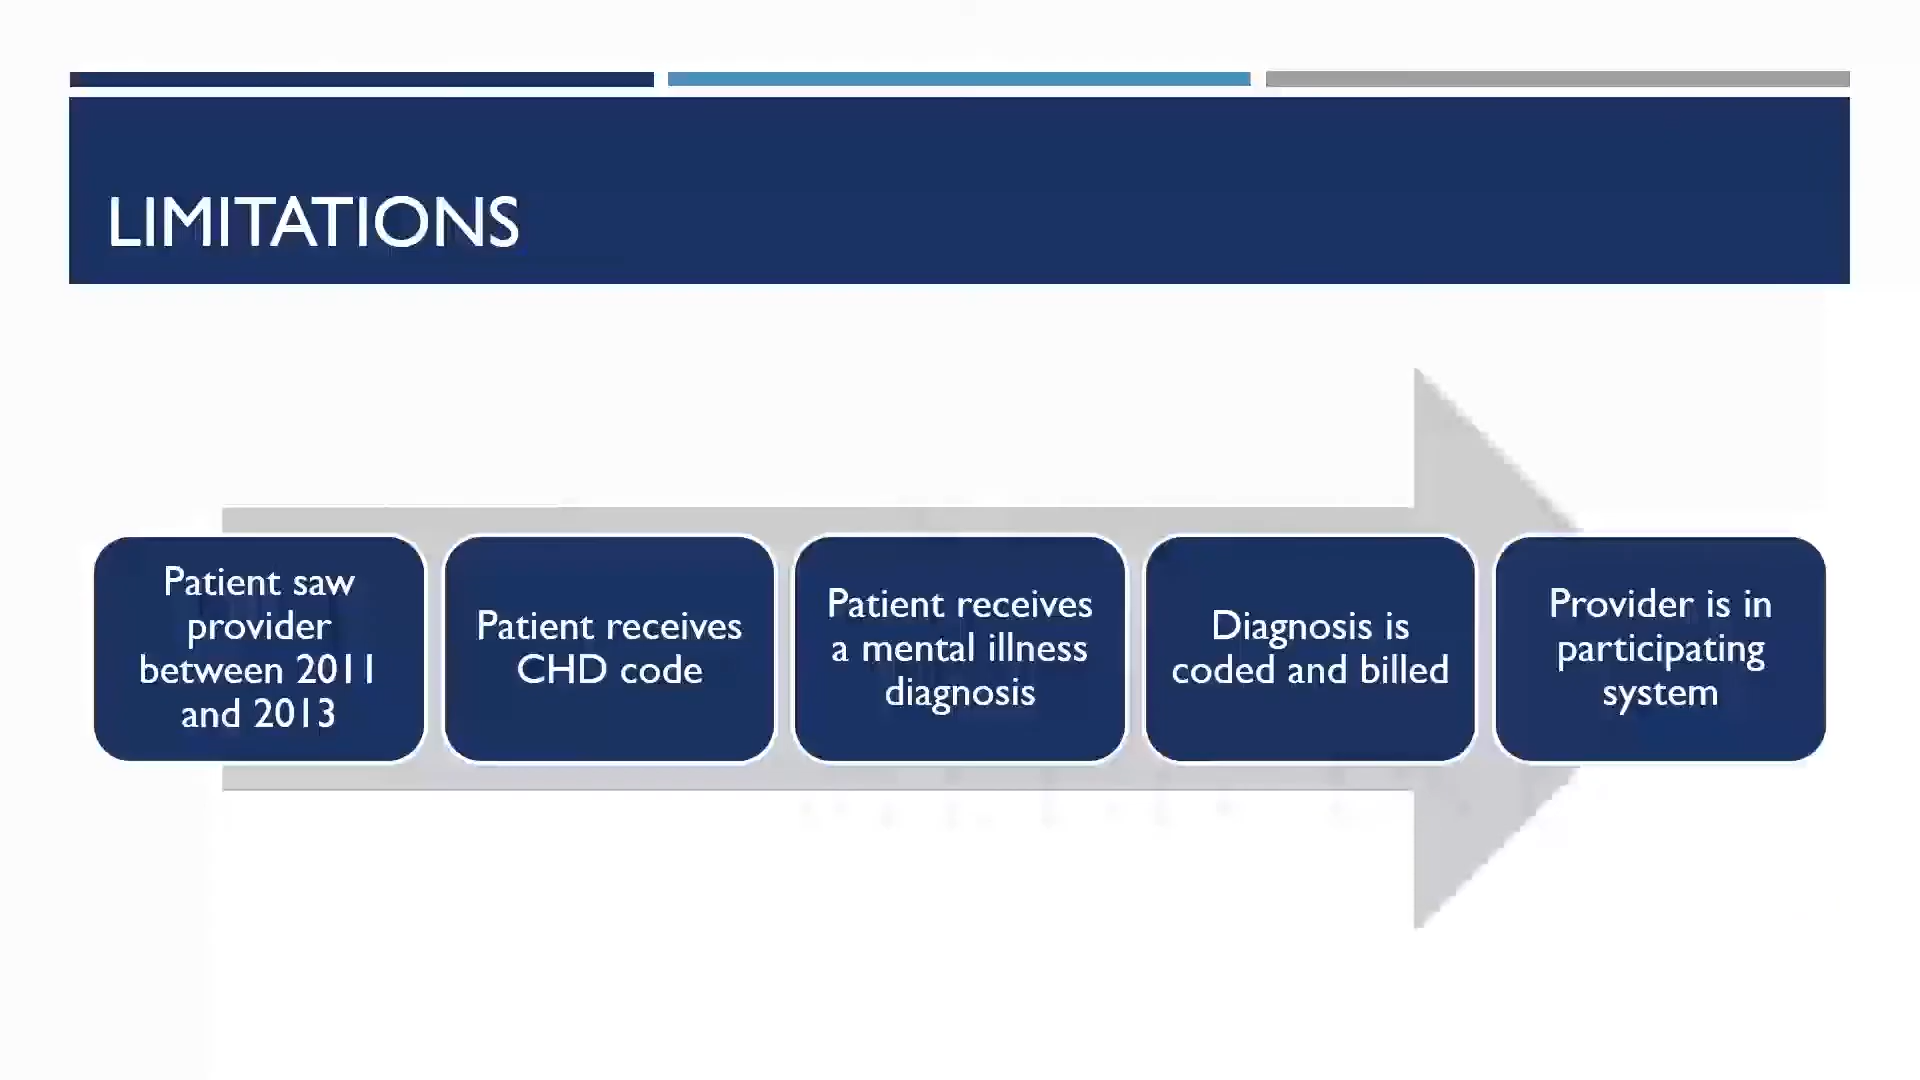 LIMITATIONS
Patient saw
provider
between 2011
and 2013
Patient receives
CHD code
Patient receives
a mental illness
diagnosis
Diagnosis is
coded and billed
Provider is in
participating
system